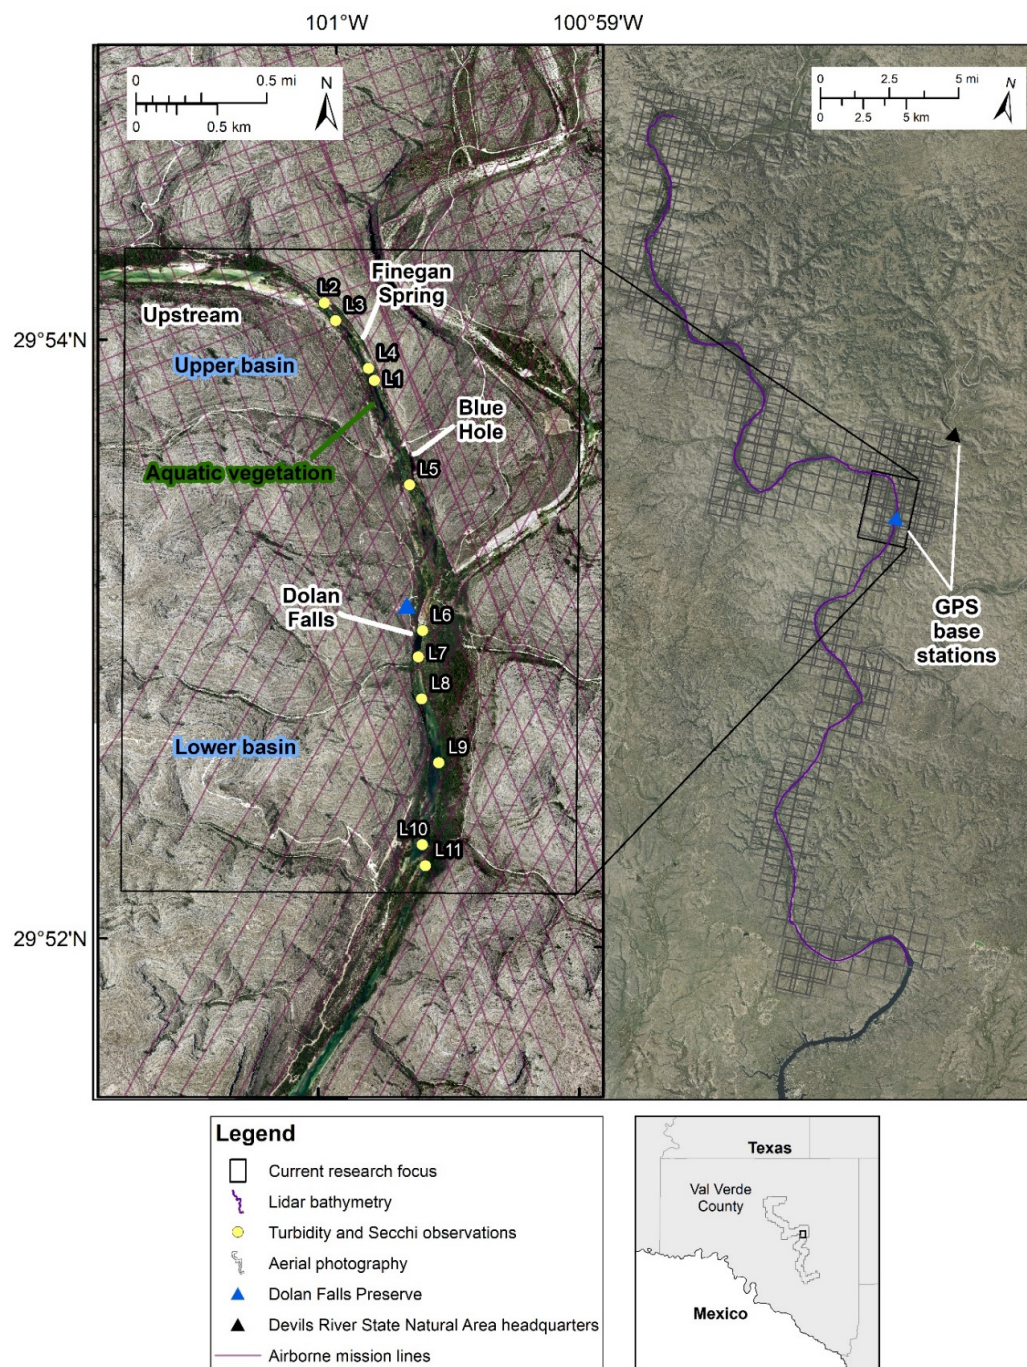 101°W
100°59'W
0 0.5 mi
0 0.5 km
N
0 2.5 5 mi
0 2.5 5 km
N
29°54'N
29°52'N
L2
L3
Finegan
Spring
Upstream
L4
Upper basin
L1
Blue
Hole
Aquatic vegetation
L5
Dolan
Falls
L6
L7
L8
Lower basin
L9
L10
L11
GPS
base
stations
Legend
Current research focus
Lidar bathymetry
Turbidity and Secchi observations
Aerial photography
Dolan Falls Preserve
Devils River State Natural Area headquarters
Airborne mission lines
Texas
Val Verde
County
Mexico